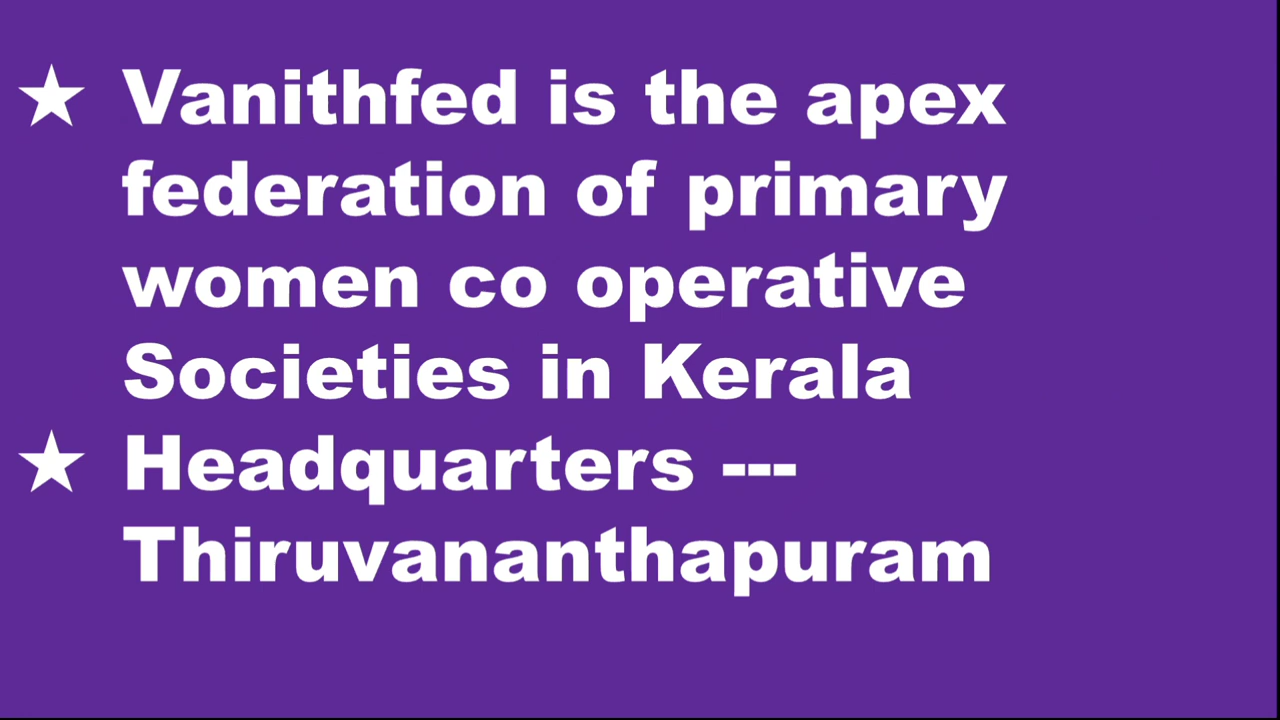 ★ Vanithfed is the apex
federation of primary
women co operative
Societies in Kerala
★ Headquarters ---
Thiruvananthapuram